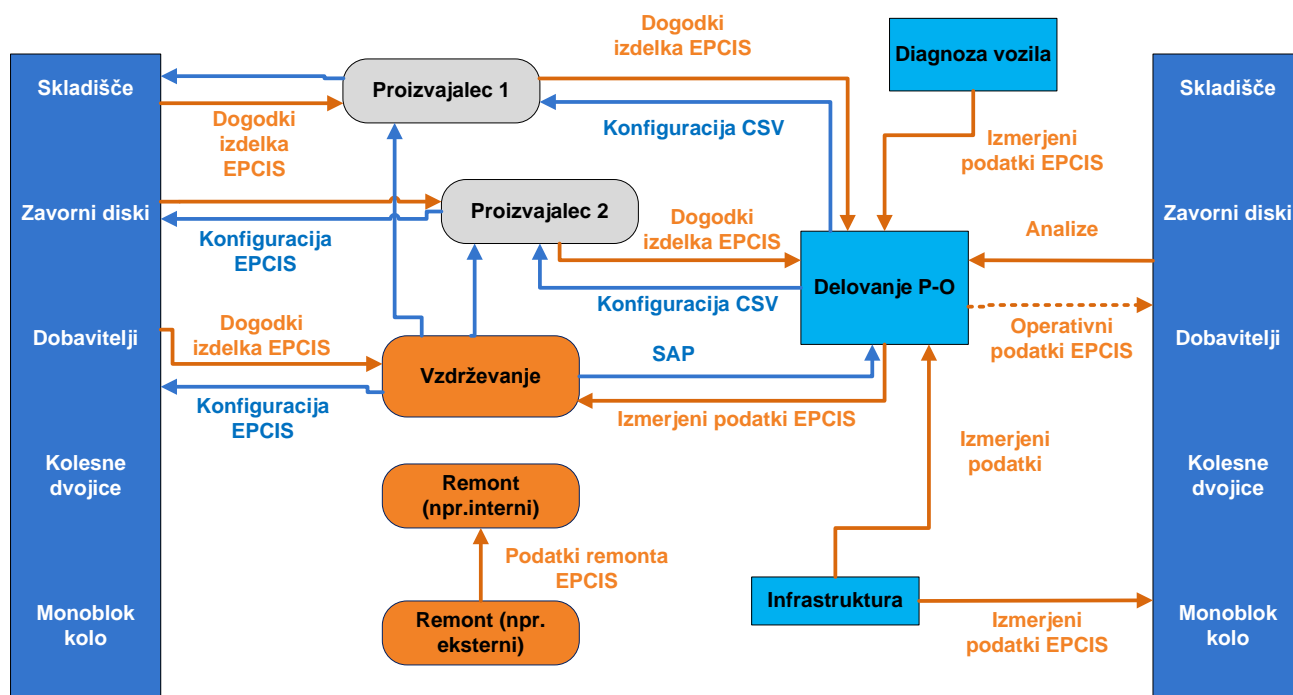 Skladišče
Zavorni diski
Dobavitelji
Kolesne
dvojice
Monoblok
kolo
Proizvajalec 1
Dogodki
izdelka EPCIS
Konfiguracija CSV
Dogodki
izdelka
EPCIS
Proizvajalec 2
Konfiguracija
EPCIS
Dogodki
izdelka EPCIS
Konfiguracija CSV
Dogodki
izdelka EPCIS
Vzdrževanje
SAP
Izmerjeni podatki EPCIS
Konfiguracija
EPCIS
Remont
(npr.interni)
Podatki remonta
EPCIS
Remont (npr.
eksterni)
Diagnoza vozila
Izmerjeni
podatki EPCIS
Delovanje P-O
Analize
Operativni
podatki EPCIS
Izmerjeni
podatki
Infrastruktura
Izmerjeni
podatki EPCIS
Skladišče
Zavorni diski
Dobavitelji
Kolesne
dvojice
Monoblok
kolo